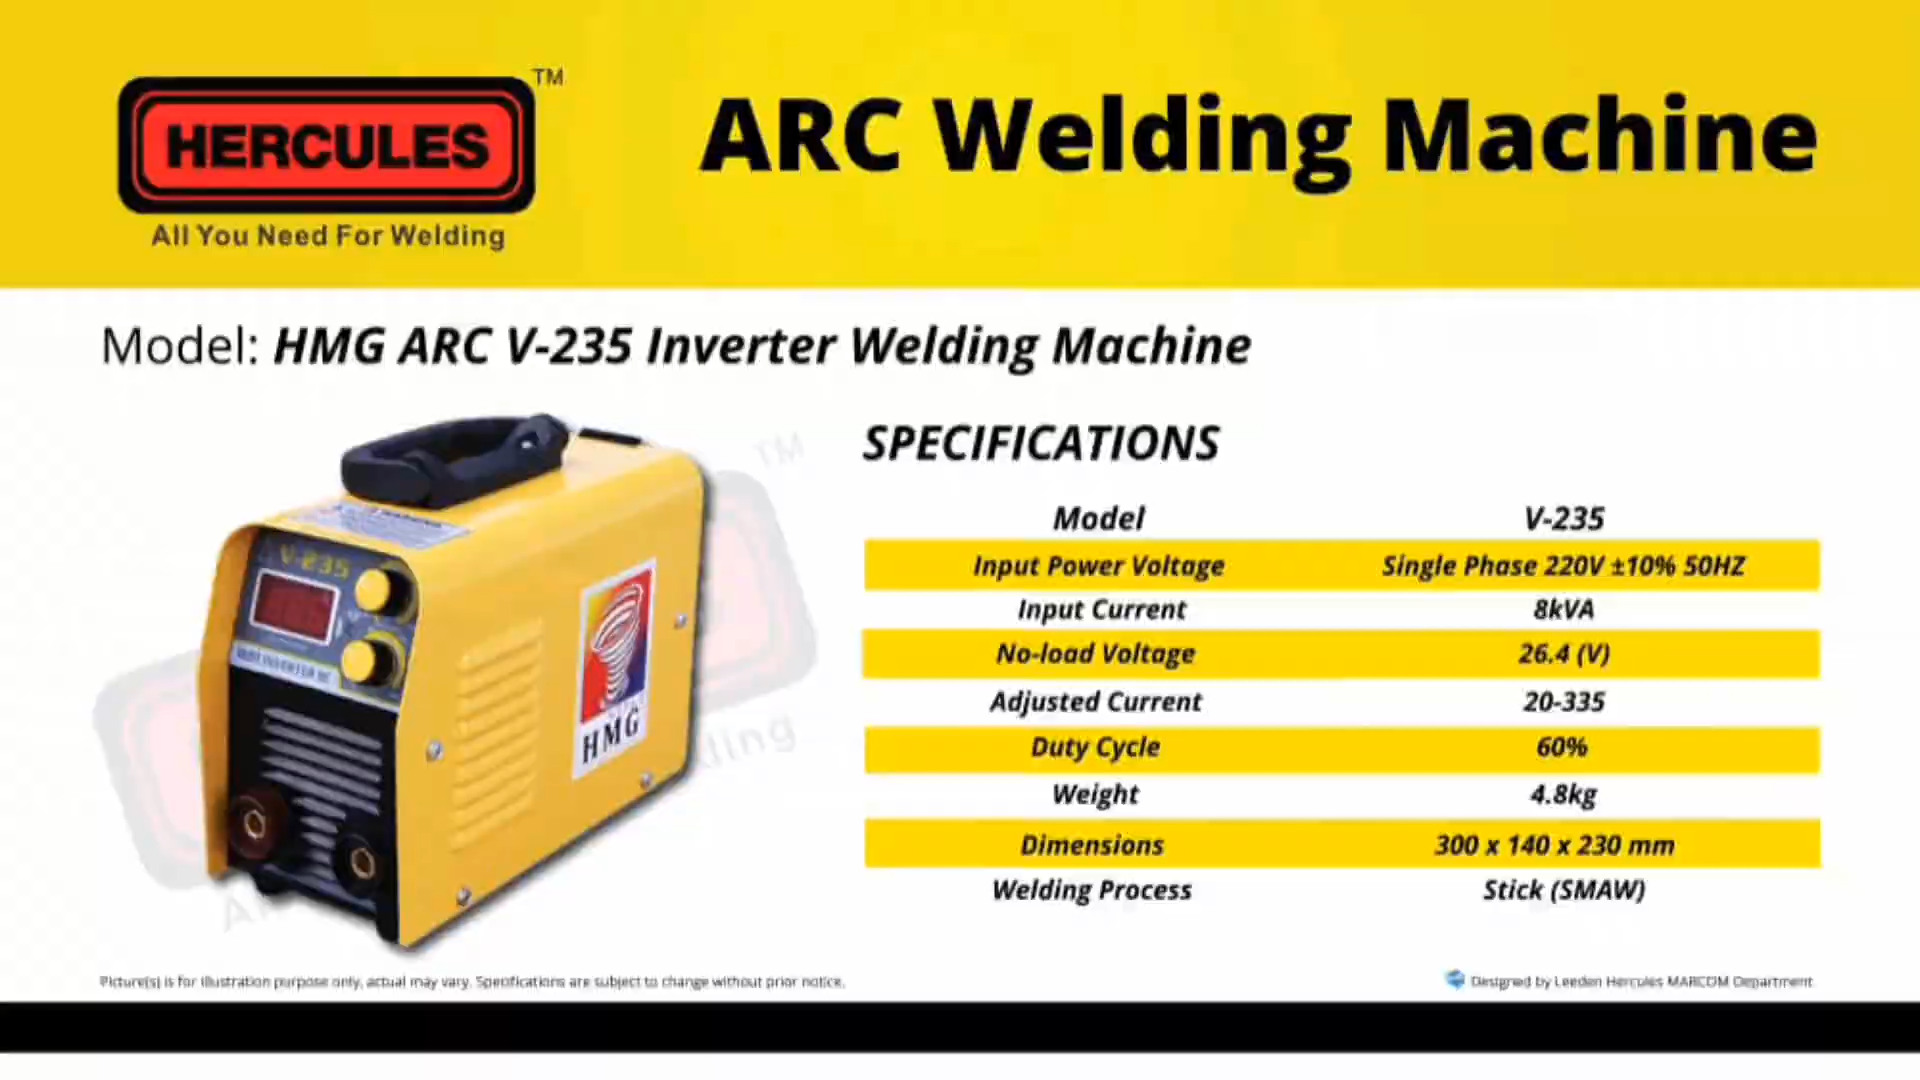 HERCULES
TM
All You Need For Welding
ARC Welding Machine
Model: HMG ARC V-235 Inverter Welding Machine
V-235
HMG
TM
SPECIFICATIONS
Model V-235
Input Power Voltage Single Phase 220V ±10% 50HZ
Input Current 8kVA
No-load Voltage 26.4 (V)
Adjusted Current 20-335
Duty Cycle 60%
Weight 4.8kg
Dimensions 300 x 140 x 230 mm
Welding Process Stick (SMAW)
Picture(s) is for illustration purpose only, actual may vary. Specifications are subject to change without prior notice.
Designed by Leeden Hercules MARCOM Department